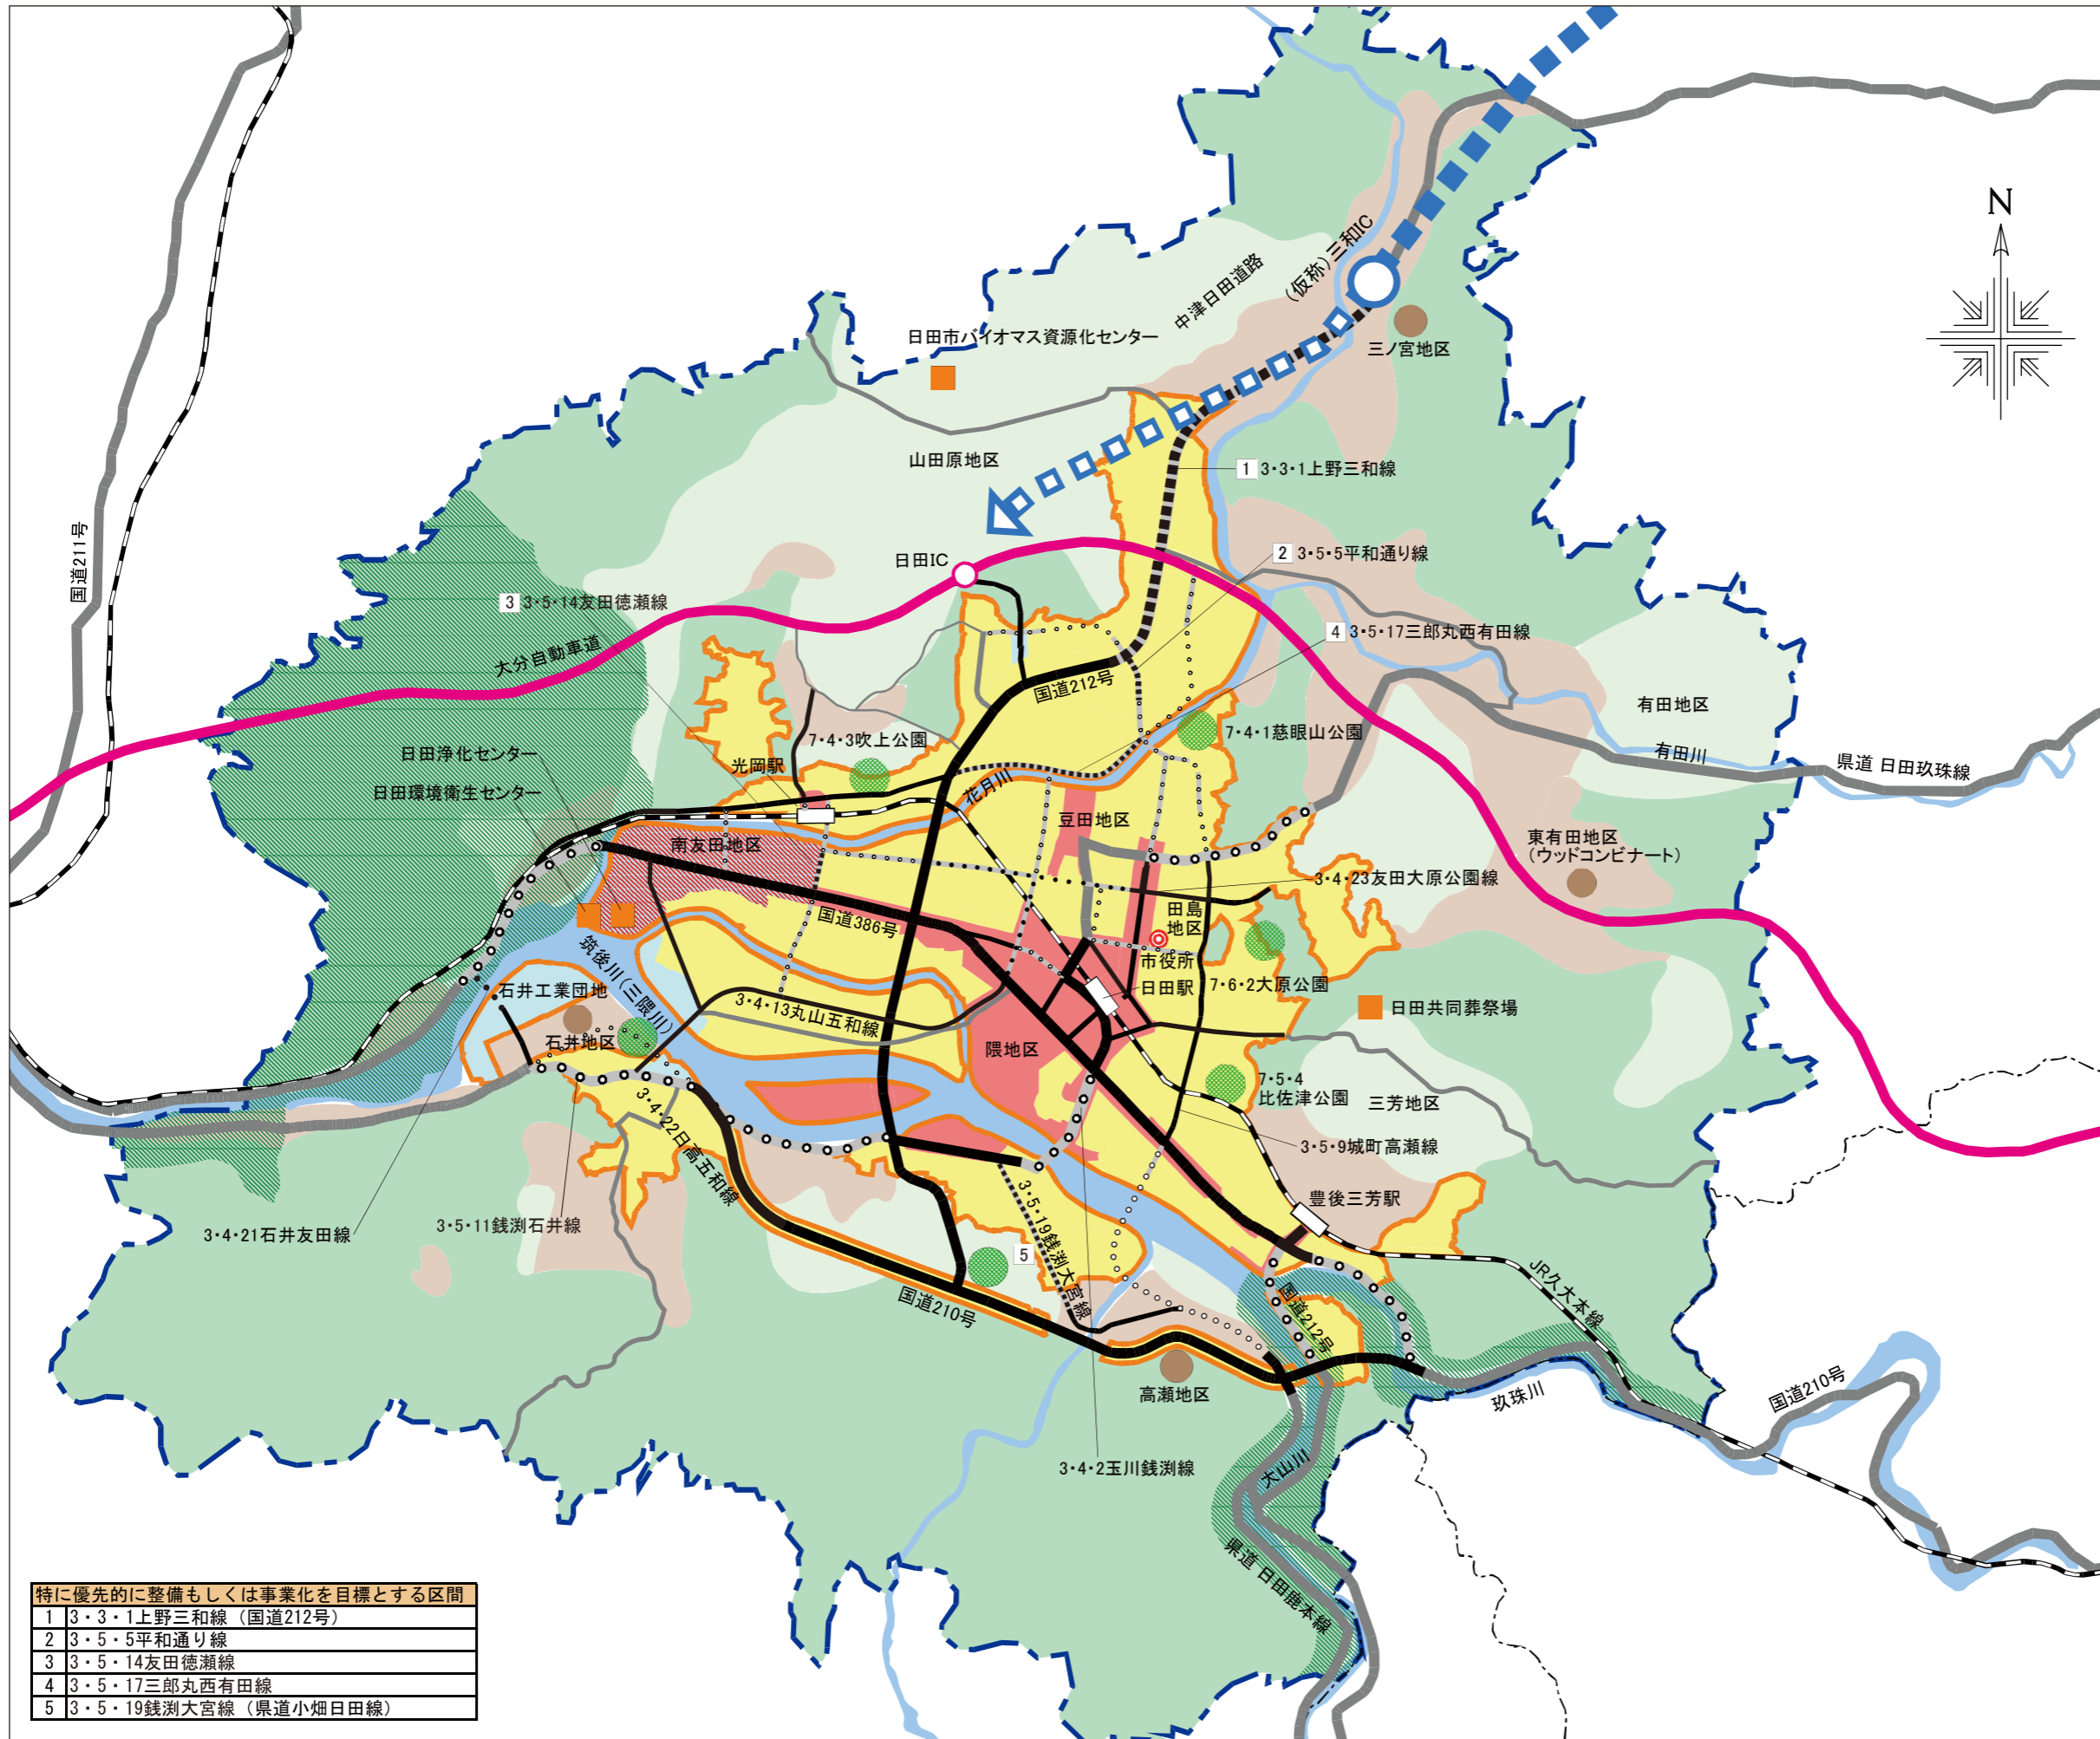 N
(仮称)三和IC
中津日田道路
日田市バイオマス資源化センター
三ノ宮地区
山田原地区
1 3・3・1上野三和線
国道211号
日田IC
2 3・5・5平和通り線
3 3・5・14友田徳瀬線
4 3・5・17三郎丸西有田線
大分自動車道
国道212号
有田地区
7・4・1慈眼山公園
7・4・3吹上公園
日田浄化センター
光岡駅
有田川
県道 日田玖珠線
日田環境衛生センター
花月川
豆田地区
南友田地区
東有田地区
(ウッドコンビナート)
3・4・23友田大原公園線
国道386号
田島
地区
筑後川(三隈川)
市役所
石井工業団地
日田駅
7・6・2大原公園
3・4・13丸山五和線
日田共同葬祭場
石井地区
隈地区
7・5・4
比佐津公園
三芳地区
3・4・22日高五和線
3・5・9城町高瀬線
豊後三芳駅
3・4・21石井友田線
3・5・11銭渕石井線
3・5・19銭渕大宮線
5
JR久大本線
国道210号
国道212号
高瀬地区
玖珠川
国道210号
3・4・2玉川銭渕線
大山川
県道 日田鹿本線
特に優先的に整備もしくは事業化を目標とする区間
1 3・3・1上野三和線(国道212号)
2 3・5・5平和通り線
3 3・5・14友田徳瀬線
4 3・5・17三郎丸西有田線
5 3・5・19銭渕大宮線(県道小畑日田線)